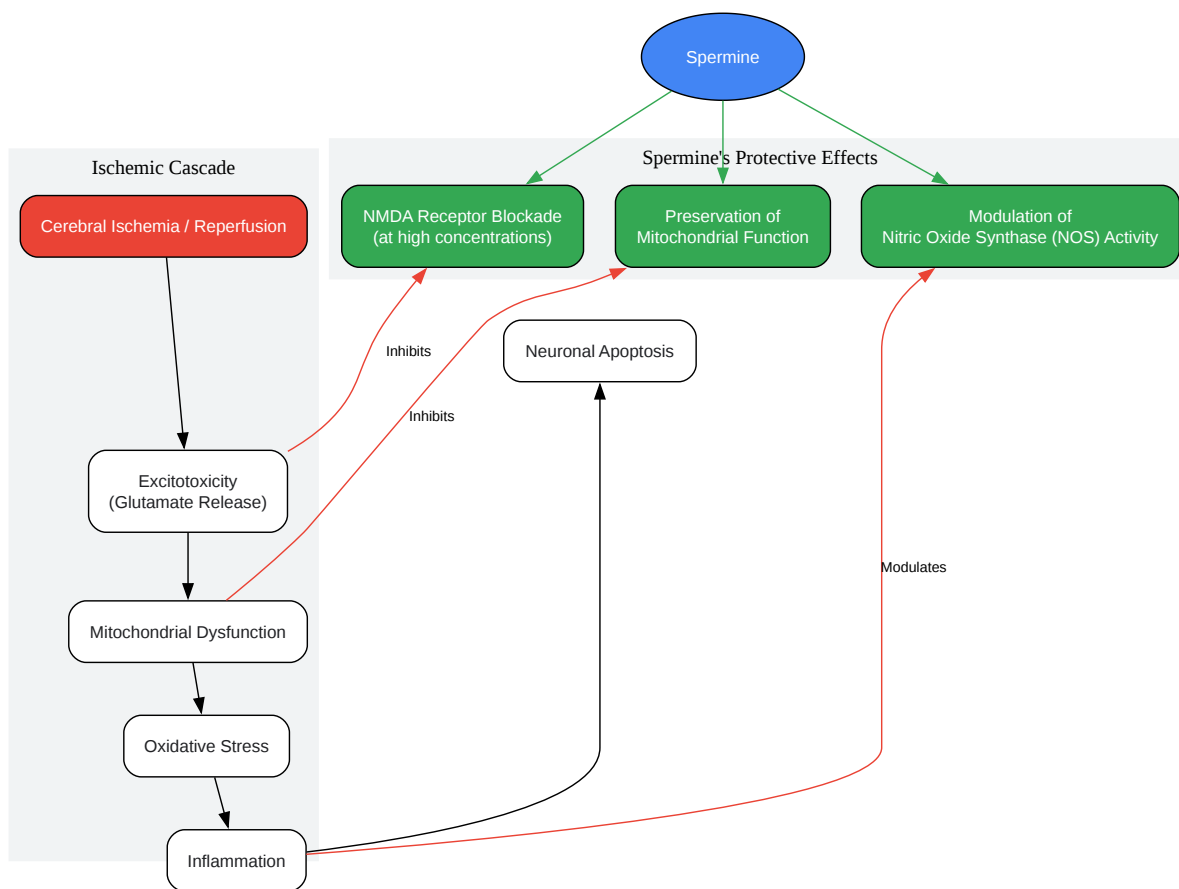 Spermine
Ischemic Cascade
Spermine's Protective Effects
Cerebral Ischemia / Reperfusion
NMDA Receptor Blockade
(at high concentrations)
Preservation of
Mitochondrial Function
Modulation of
Nitric Oxide Synthase (NOS) Activity
Inhibits
Neuronal Apoptosis
Inhibits
Excitotoxicity
(Glutamate Release)
Modulates
Mitochondrial Dysfunction
Oxidative Stress
Inflammation